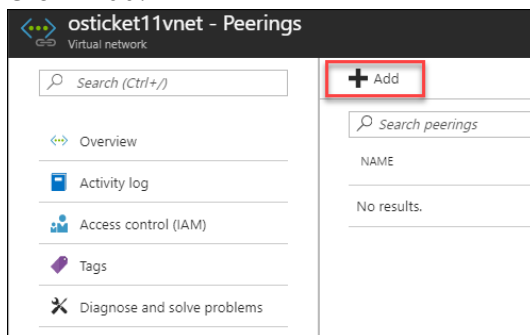 osticket11vnet - Peerings
Virtual network
Search (Ctrl+/)
Add
Search peerings
Overview
NAME
Activity log
No results.
Access control (IAM)
Tags
Diagnose and solve problems